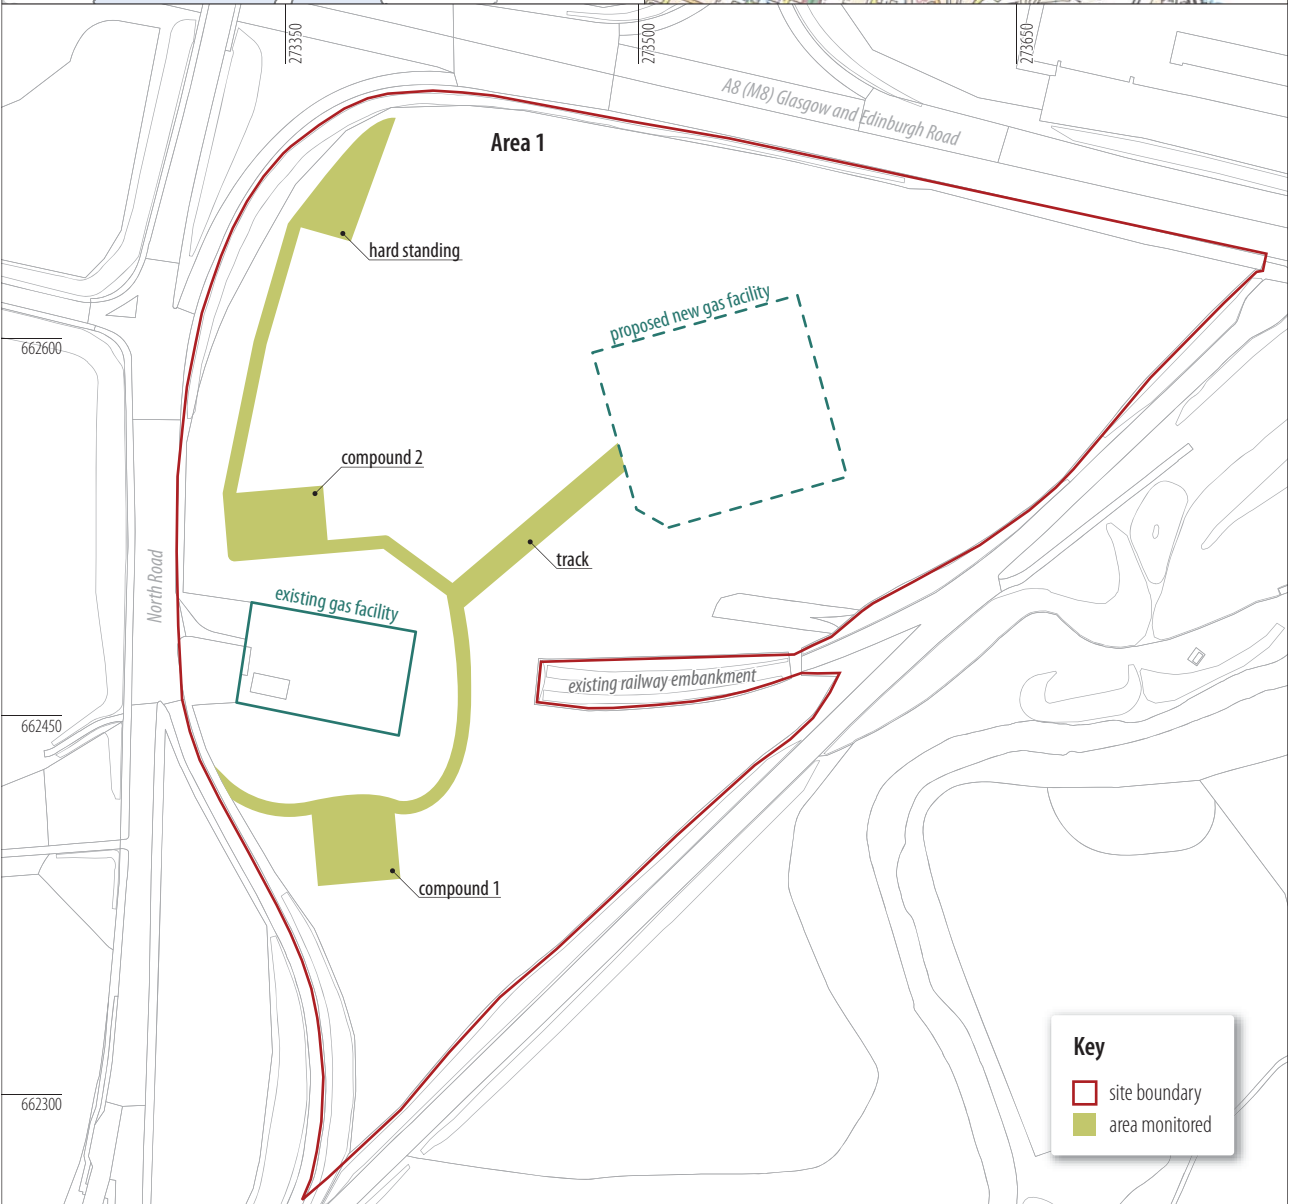 273350
273500
273650
A8 (M8) Glasgow and Edinburgh Road
Area 1
hard standing
proposed new gas facility
662600
compound 2
track
North Road
existing gas facility
existing railway embankment
662450
compound 1
Key
site boundary
area monitored
662300